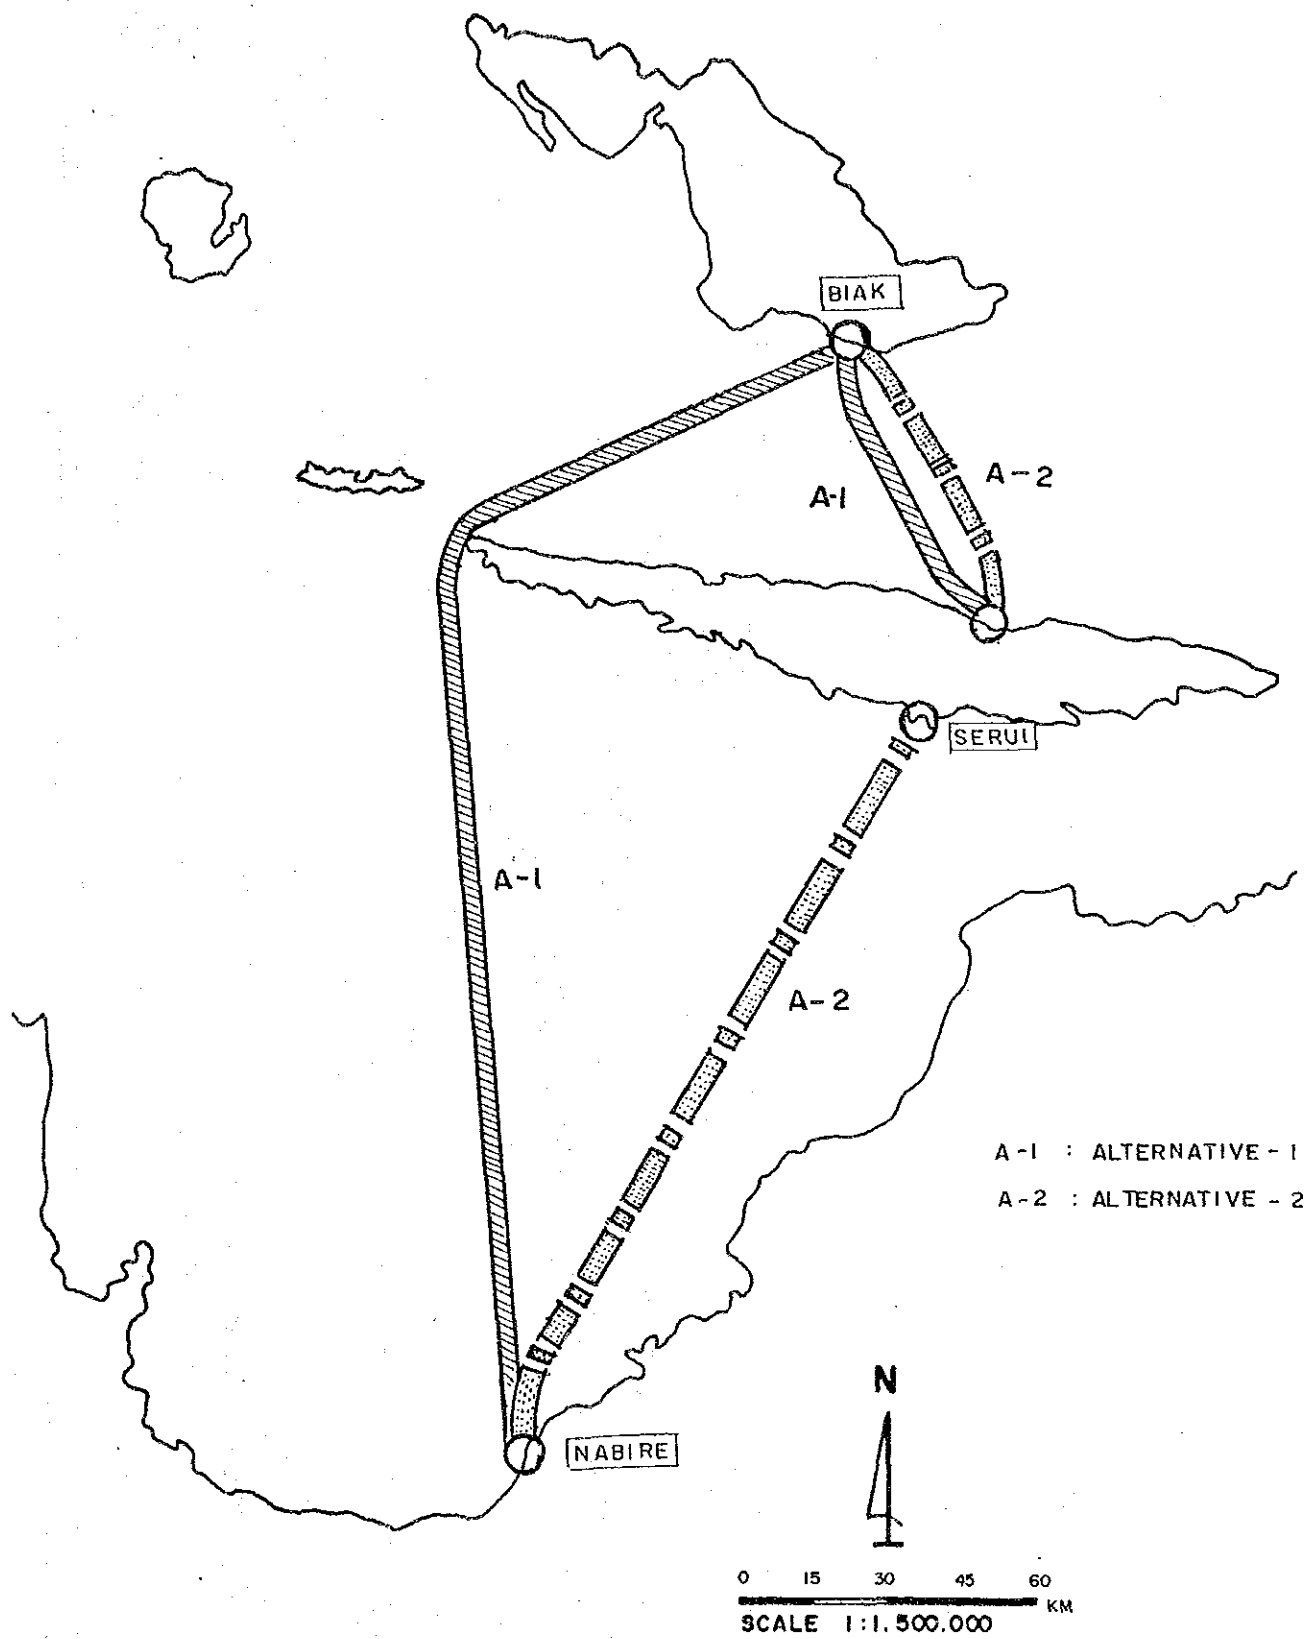 BIAK
A-2
A-1
SERUI
A-1
A-2
A-1 : ALTERNATIVE - 1
A-2 : ALTERNATIVE - 2
N
NABIRE
0 15 30 45 60
KM
SCALE 1:1.500.000